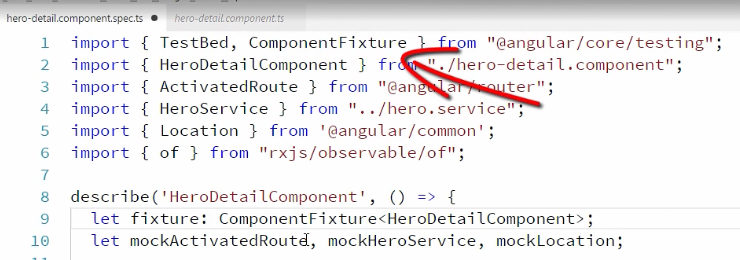 hero-detail.component.spec.ts ● hero-detail.component.ts ●
1 import { TestBed, ComponentFixture } from "@angular/core/testing";
2 import { HeroDetailComponent } from "./hero-detail.component";
3 import { ActivatedRoute } from "@angular/router";
4 import { HeroService } from "../hero.service";
5 import { Location } from '@angular/common';
6 import { of } from "rxjs/observable/of";
7
8 describe('HeroDetailComponent', () => {
9 let fixture: ComponentFixture<HeroDetailComponent>;
10 let mockActivatedRoute, mockHeroService, mockLocation;